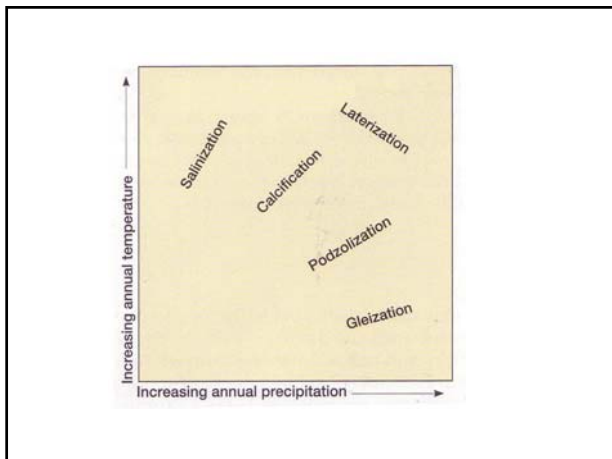 Laterization
Salinization
Calcification
Podzolization
Gleization
Increasing annual temperature
Increasing annual precipitation